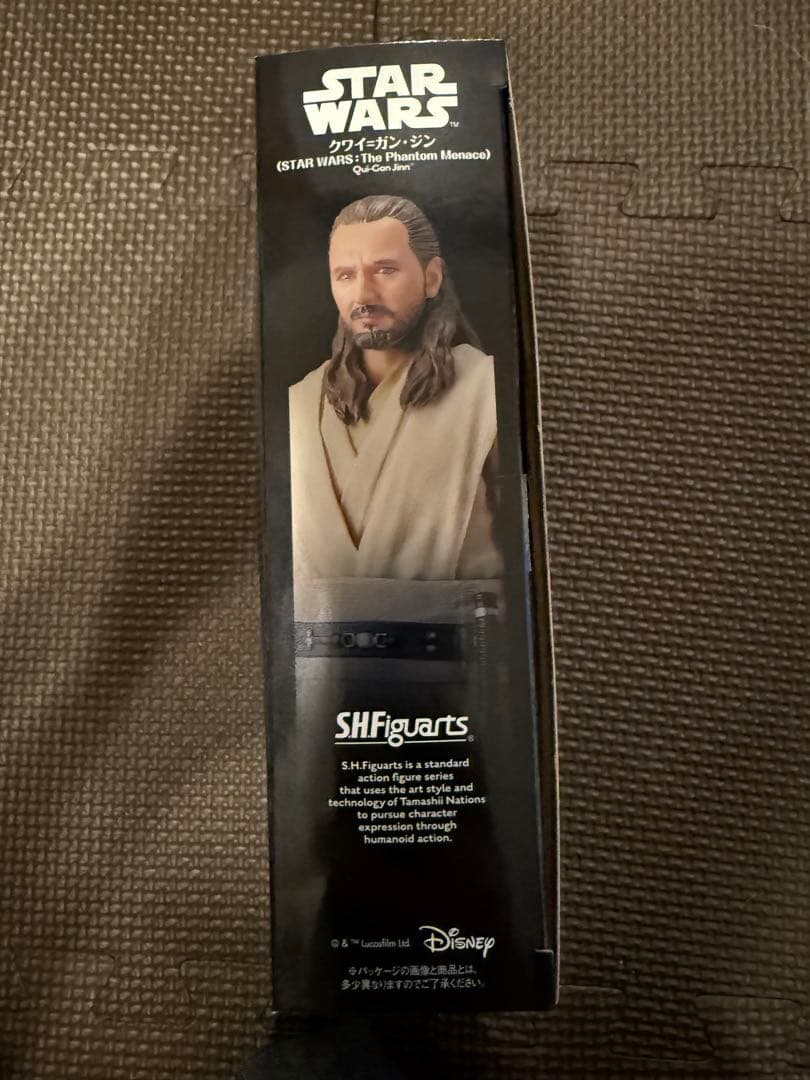 STAR
WARS™
クワイ=ガン・ジン
(STAR WARS:The Phantom Menace)
Qui-Gon Jinn™
S.H.Figuarts®
S.H.Figuarts is a standard
action figure series
that uses the art style and
technology of Tamashii Nations
to pursue character
expression through
humanoid action.
© & ™ Lucasfilm Ltd. Disney
※パッケージの画像と商品とは、
多少異なりますのでご了承ください。